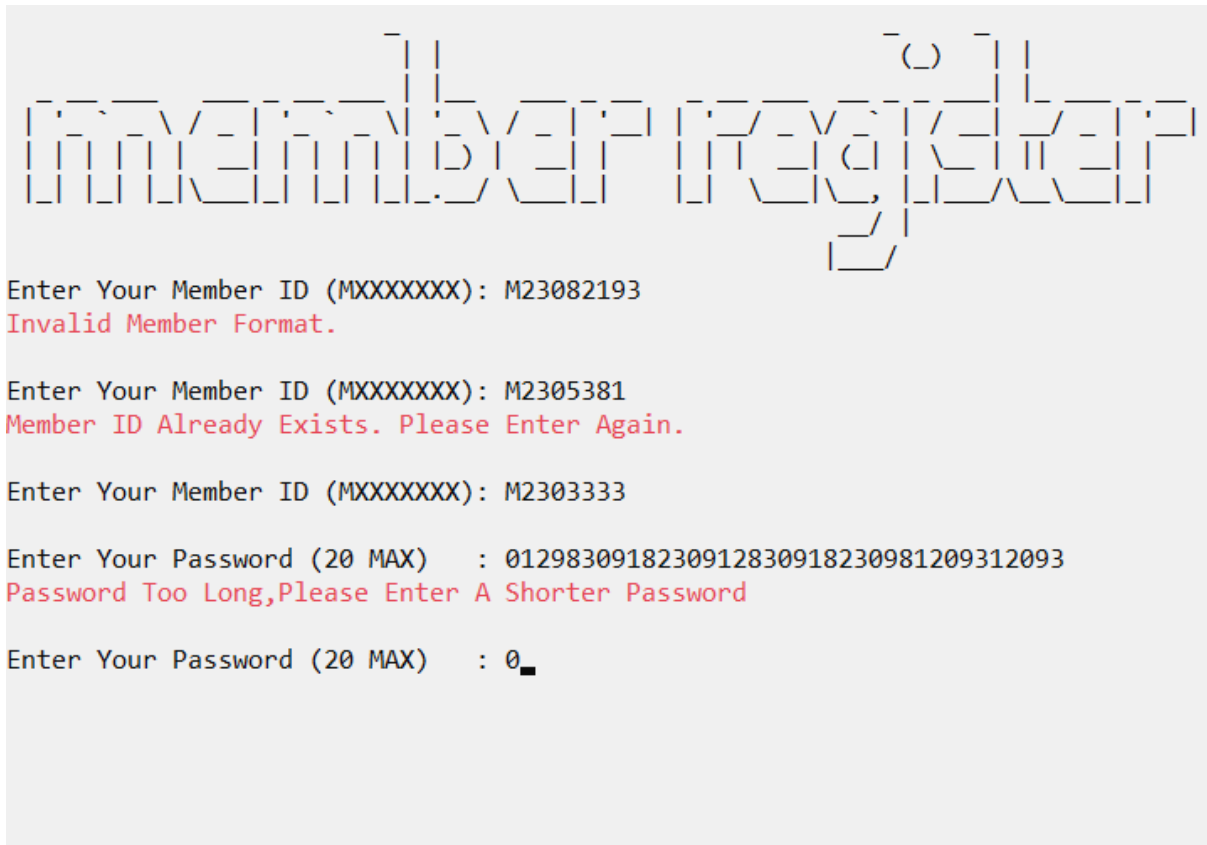 member register
Enter Your Member ID (MXXXXXXX): M23082193
Invalid Member Format.
Enter Your Member ID (MXXXXXXX): M2305381
Member ID Already Exists. Please Enter Again.
Enter Your Member ID (MXXXXXXX): M2303333
Enter Your Password (20 MAX)   : 0129830918230912830918230981209312093
Password Too Long,Please Enter A Shorter Password
Enter Your Password (20 MAX)   : 0